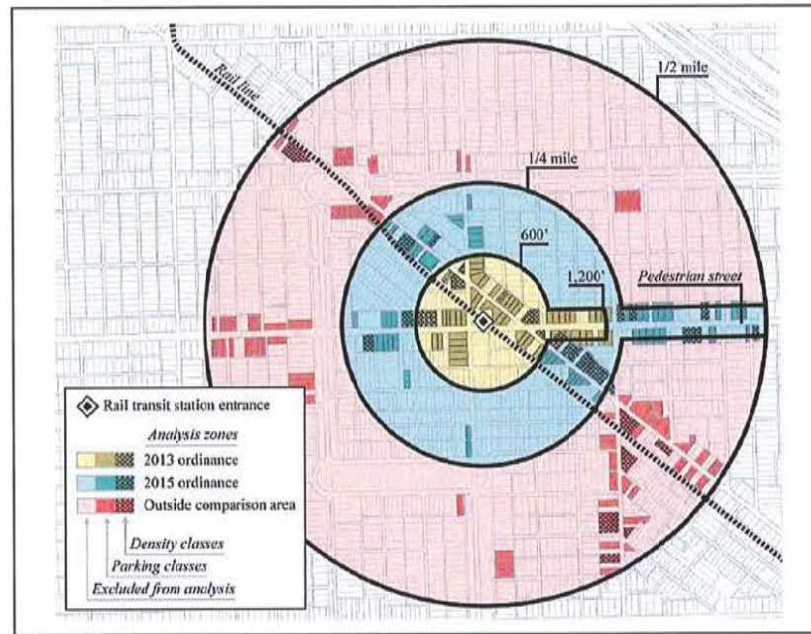 1/2 mile
Rail line
1/4 mile
600'
1,200'
Pedestrian street
Rail transit station entrance
Analysis zones
2013 ordinance
2015 ordinance
Outside comparison area
Density classes
Parking classes
Excluded from analysis